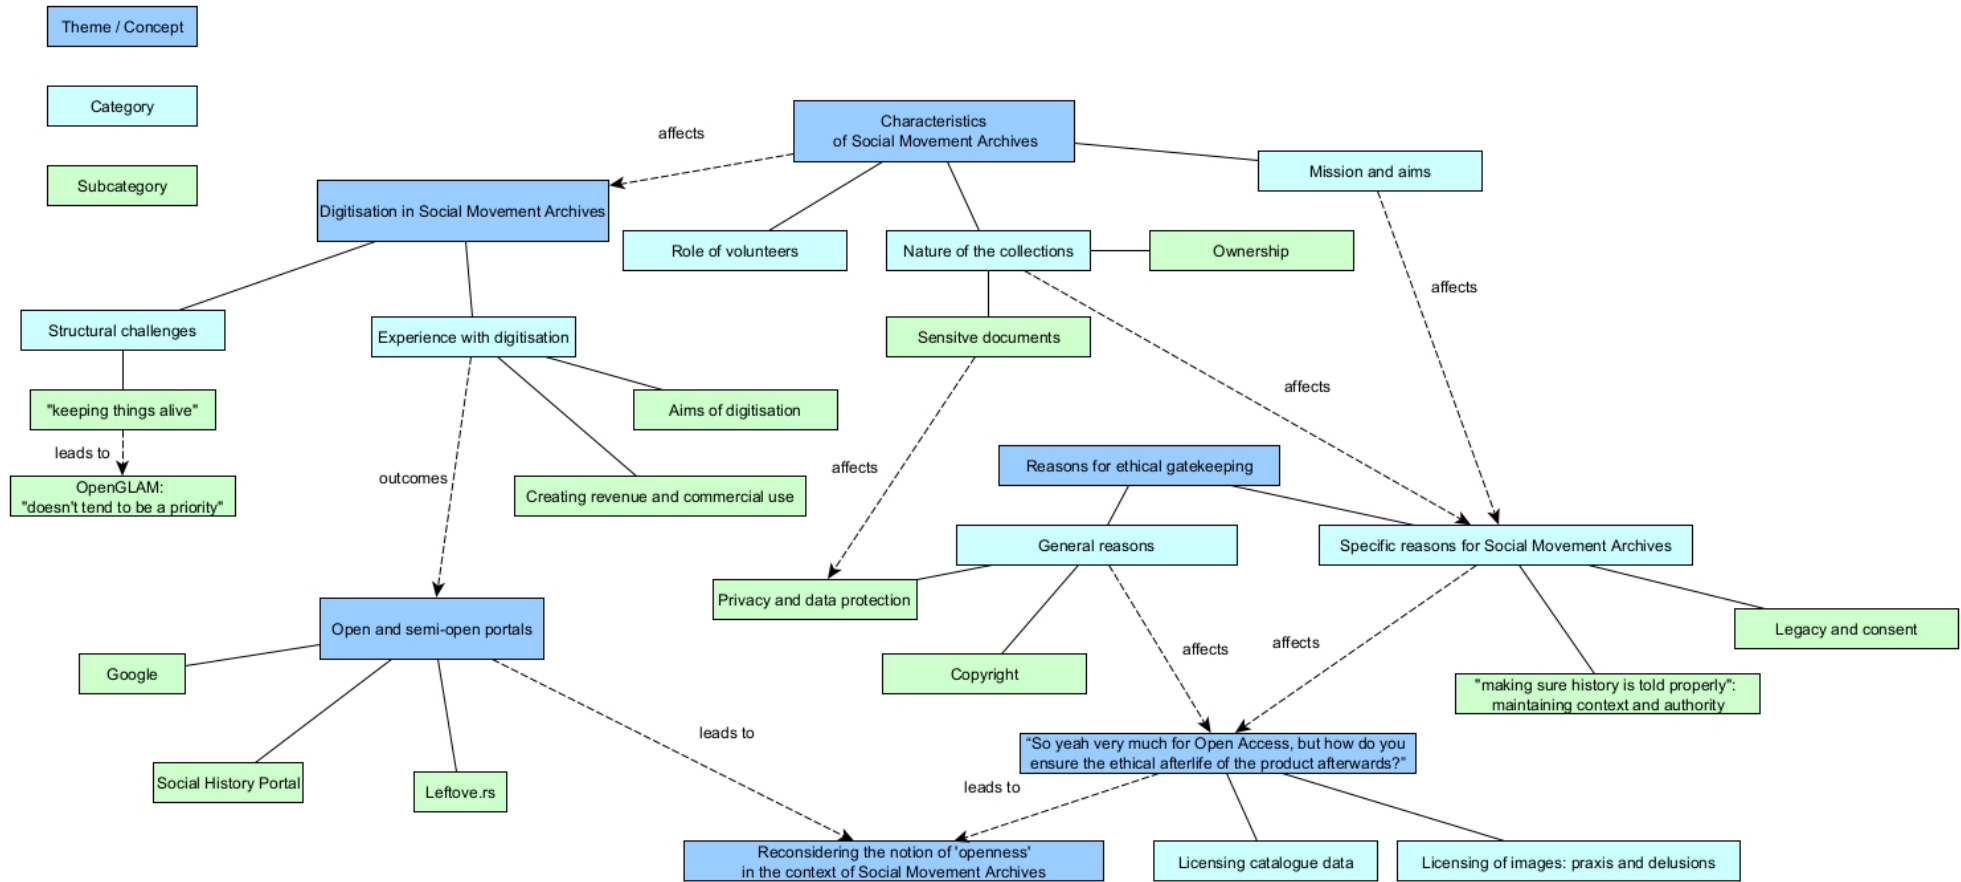 Theme / Concept
Category
Subcategory
Characteristics
of Social Movement Archives
affects
Mission and aims
Digitisation in Social Movement Archives
Role of volunteers
Nature of the collections
Ownership
affects
Structural challenges
Experience with digitisation
Sensitve documents
affects
"keeping things alive"
Aims of digitisation
leads to
affects
Reasons for ethical gatekeeping
outcomes
OpenGLAM:
"doesn't tend to be a priority"
Creating revenue and commercial use
General reasons
Specific reasons for Social Movement Archives
Privacy and data protection
Open and semi-open portals
Legacy and consent
affects
affects
Google
Copyright
"making sure history is told properly":
maintaining context and authority
leads to
“So yeah very much for Open Access, but how do you
ensure the ethical afterlife of the product afterwards?”
Social History Portal
Leftove.rs
leads to
Reconsidering the notion of 'openness'
in the context of Social Movement Archives
Licensing catalogue data
Licensing of images: praxis and delusions